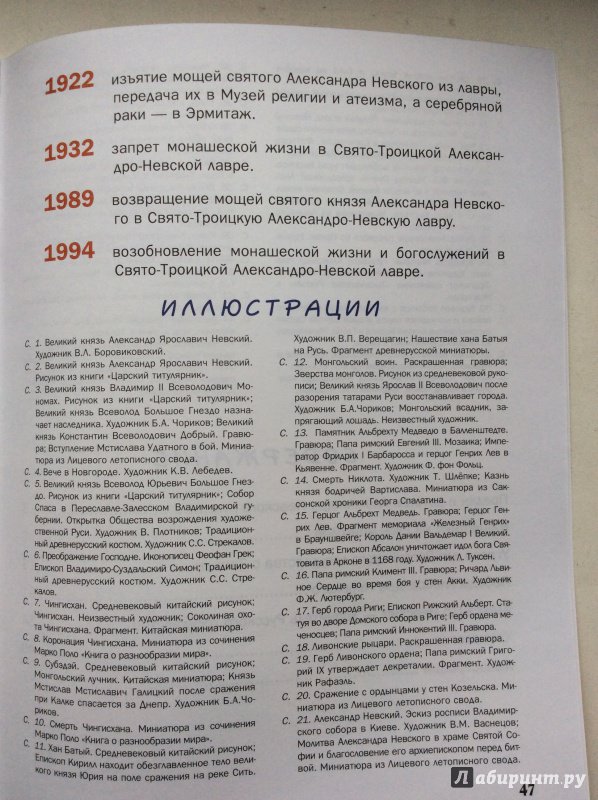 1922 изъятие мощей святого Александра Невского из лавры,
передача их в Музей религии и атеизма, а серебряной
раки — в Эрмитаж.
1932 запрет монашеской жизни в Свято-Троицкой Алексан-
дро-Невской лавре.
1989 возвращение мощей святого князя Александра Невско-
го в Свято-Троицкую Александро-Невскую лавру.
1994 возобновление монашеской жизни и богослужений в
Свято-Троицкой Александро-Невской лавре.
ИЛЛЮСТРАЦИИ
С. 1. Великий князь Александр Ярославич Невский.
Художник В.Л. Боровиковский.
С. 2. Великий князь Александр Ярославич Невский.
Рисунок из книги «Царский титулярник».
С. 3. Великий князь Владимир II Всеволодович Моно-
мах. Рисунок из книги «Царский титулярник»;
Великий князь Всеволод Большое Гнездо назна-
чает наследника. Художник Б.А. Чориков; Великий
князь Константин Всеволодович Добрый. Гравю-
ра; Вступление Мстислава Удатного в бой. Миниа-
тюра из Лицевого летописного свода.
С. 4. Вече в Новгороде. Художник К.В. Лебедев.
С. 5. Великий князь Всеволод Юрьевич Большое Гнез-
до. Рисунок из книги «Царский титулярник»; Собор
Спаса в Переславле-Залесском Владимирской гу-
бернии. Открытка Общества возрождения художе-
ственной Руси. Художник В. Плотников; Традицион-
ный древнерусский костюм. Художник С.С. Стрекалов.
С. 6. Преображение Господне. Иконописец Феофан Грек;
Епископ Владимиро-Суздальский Симон; Традици-
онный древнерусский костюм. Художник С.С. Стре-
калов.
С. 7. Чингисхан. Средневековый китайский рисунок;
Чингисхан. Неизвестный художник; Соколиная охо-
та Чингисхана. Фрагмент. Китайская миниатюра.
С. 8. Коронация Чингисхана. Миниатюра из сочинения
Марко Поло «Книга о разнообразии мира».
С. 9. Субэдэй. Средневековый китайский рисунок;
Монгольский лучник. Китайская миниатюра; Князь
Мстислав Мстиславич Галицкий после сражения
при Калке спасается за Днепр. Художник Б.А.Чо-
риков.
С. 10. Смерть Чингисхана. Миниатюра из сочинения
Марко Поло «Книга о разнообразии мира».
С. 11. Хан Батый. Средневековый китайский рисунок;
Епископ Кирилл находит обезглавленное тело вели-
кого князя Юрия на поле сражения на реке Сить.
Художник В.П. Верещагин; Нашествие хана Батыя
на Русь. Фрагмент древнерусской миниатюры.
С. 12. Монгольский воин. Раскрашенная гравюра;
Зверства монголов. Рисунок из средневековой руко-
писи; Великий князь Ярослав II Всеволодович после
разорения татарами Руси восстанавливает города.
Художник Б.А.Чориков; Монгольский всадник, за-
прягающий лошадь. Неизвестный художник.
С. 13. Памятник Альбрехту Медведю в Балленштедте.
Гравюра; Папа римский Евгений III. Мозаика; Импе-
ратор Фридрих I Барбаросса и герцог Генрих Лев в
Кьявенне. Фрагмент. Художник Ф. фон Фольц.
С. 14. Смерть Никлота. Художник Т. Шлёпке; Казнь
князя бодричей Вартислава. Миниатюра из Сак-
сонской хроники Георга Спалатина.
С. 15. Герцог Альбрехт Медведь. Гравюра; Герцог Ген-
рих Лев. Фрагмент мемориала «Железный Генрих»
в Брауншвейге; Король Дании Вальдемар I Великий.
Гравюра; Епископ Абсалон уничтожает идол бога Свя-
товита в Арконе в 1168 году. Художник Л. Туксен.
С. 16. Папа римский Климент III. Гравюра; Ричард Льви-
ное Сердце во время боя у стен Акки. Художник
Ф.Ж. Лютербург.
С. 17. Герб города Риги; Епископ Рижский Альберт. Ста-
туя во дворе Домского собора в Риге; Герб ордена ме-
ченосцев; Папа римский Иннокентий III. Гравюра.
С. 18. Ливонские рыцари. Раскрашенная гравюра.
С. 19. Герб Ливонского ордена; Папа римский Григо-
рий IX утверждает декреталии. Фрагмент. Худож-
ник Рафаэль.
С. 20. Сражение с ордынцами у стен Козельска. Ми-
ниатюра из Лицевого летописного свода.
С. 21. Александр Невский. Эскиз росписи Владимир-
ского собора в Киеве. Художник В.М. Васнецов;
Молитва Александра Невского в храме Святой Со-
фии и благословение его архиепископом перед бит-
вой. Миниатюра из Лицевого летописного свода.
47
Лабиринт.ру